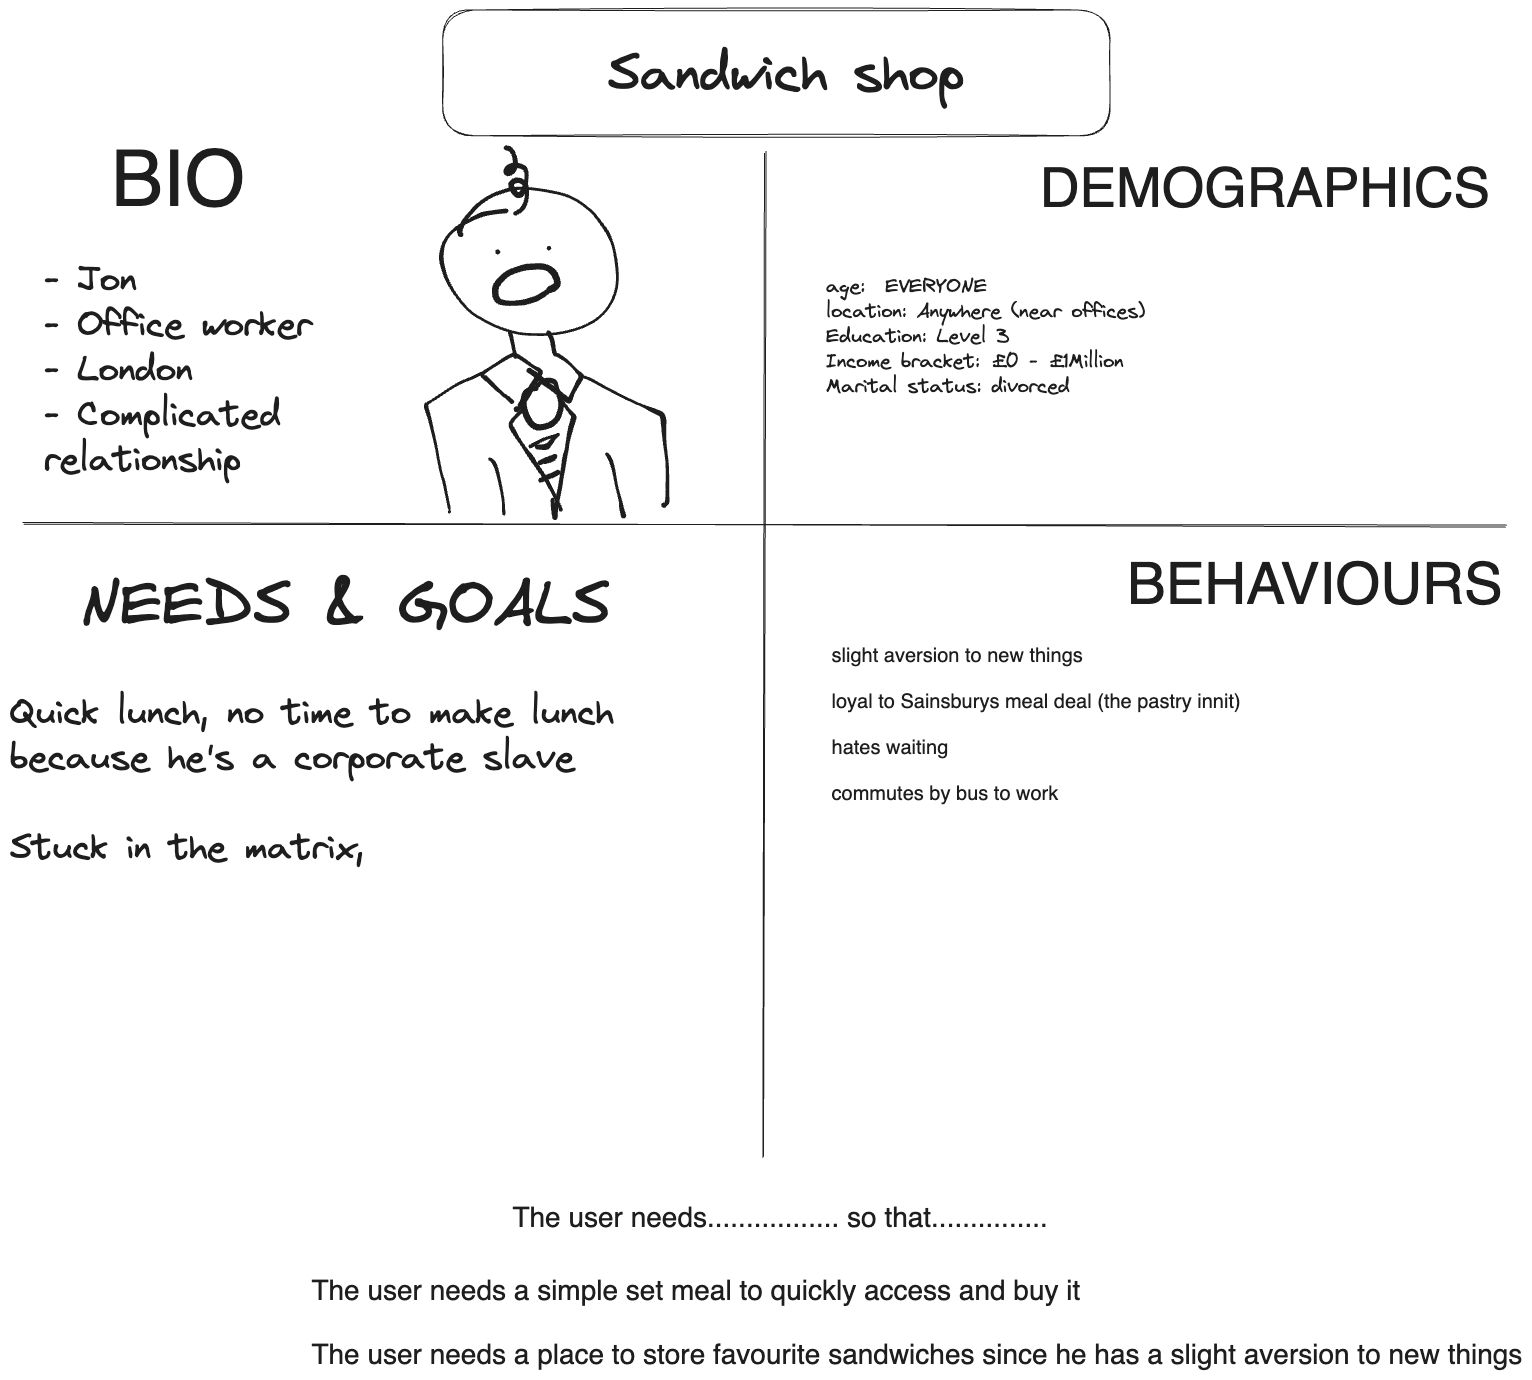 Sandwich shop
BIO
- Jon
- Office worker
- London
- Complicated
relationship
DEMOGRAPHICS
age: EVERYONE
location: Anywhere (near offices)
Education: Level 3
Income bracket: £0 - £1Million
Marital status: divorced
NEEDS & GOALS
Quick lunch, no time to make lunch
because he's a corporate slave
Stuck in the matrix,
BEHAVIOURS
slight aversion to new things
loyal to Sainsburys meal deal (the pastry innit)
hates waiting
commutes by bus to work
The user needs................. so that...............
The user needs a simple set meal to quickly access and buy it
The user needs a place to store favourite sandwiches since he has a slight aversion to new things